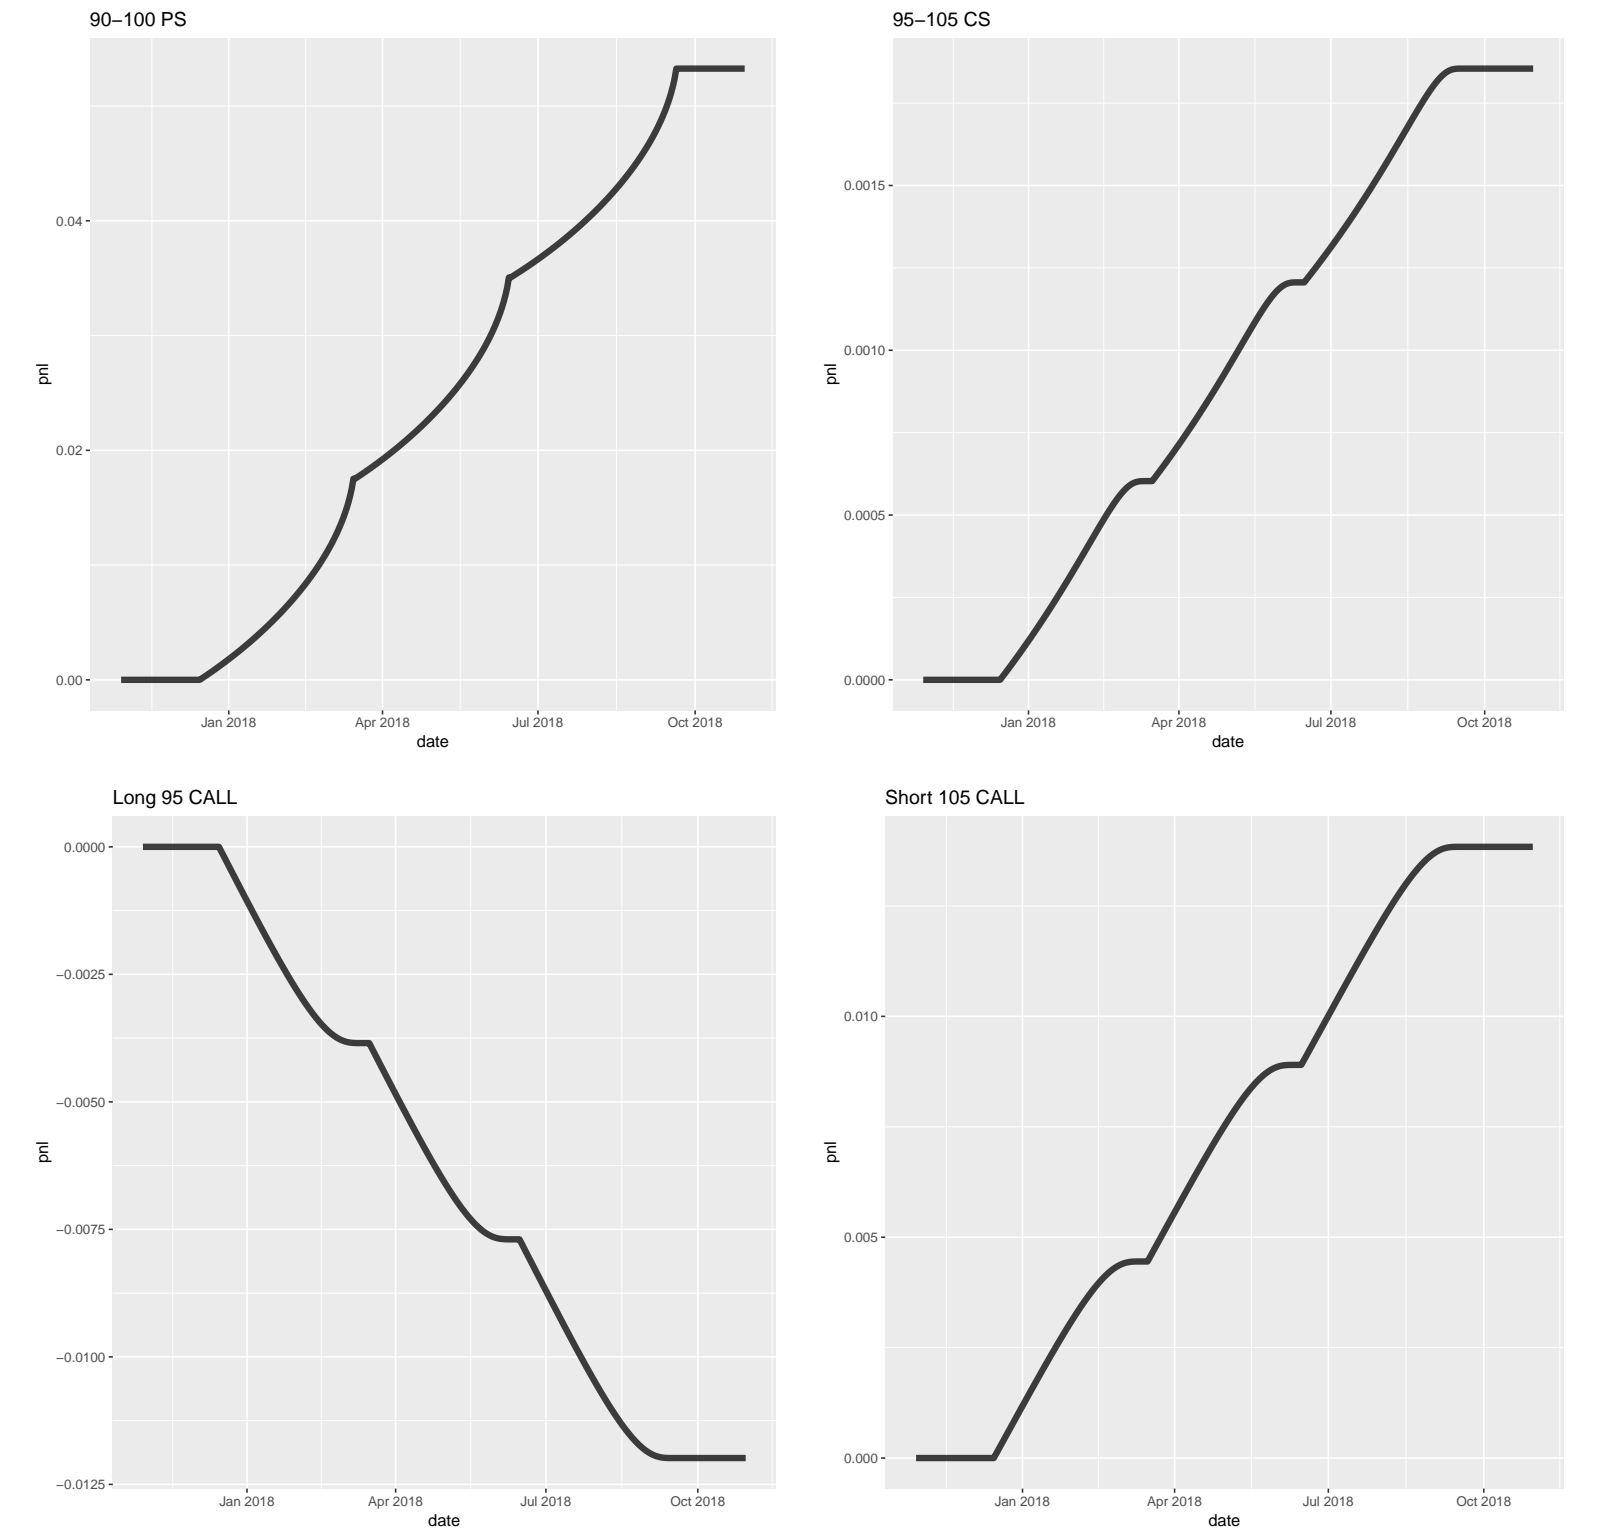 90–100 PS
pnl
0.04
0.02
0.00
Jan 2018 Apr 2018 Jul 2018 Oct 2018
date
95–105 CS
pnl
0.0015
0.0010
0.0005
0.0000
Jan 2018 Apr 2018 Jul 2018 Oct 2018
date
Long 95 CALL
pnl
0.0000
−0.0025
−0.0050
−0.0075
−0.0100
−0.0125
Jan 2018 Apr 2018 Jul 2018 Oct 2018
date
Short 105 CALL
pnl
0.010
0.005
0.000
Jan 2018 Apr 2018 Jul 2018 Oct 2018
date